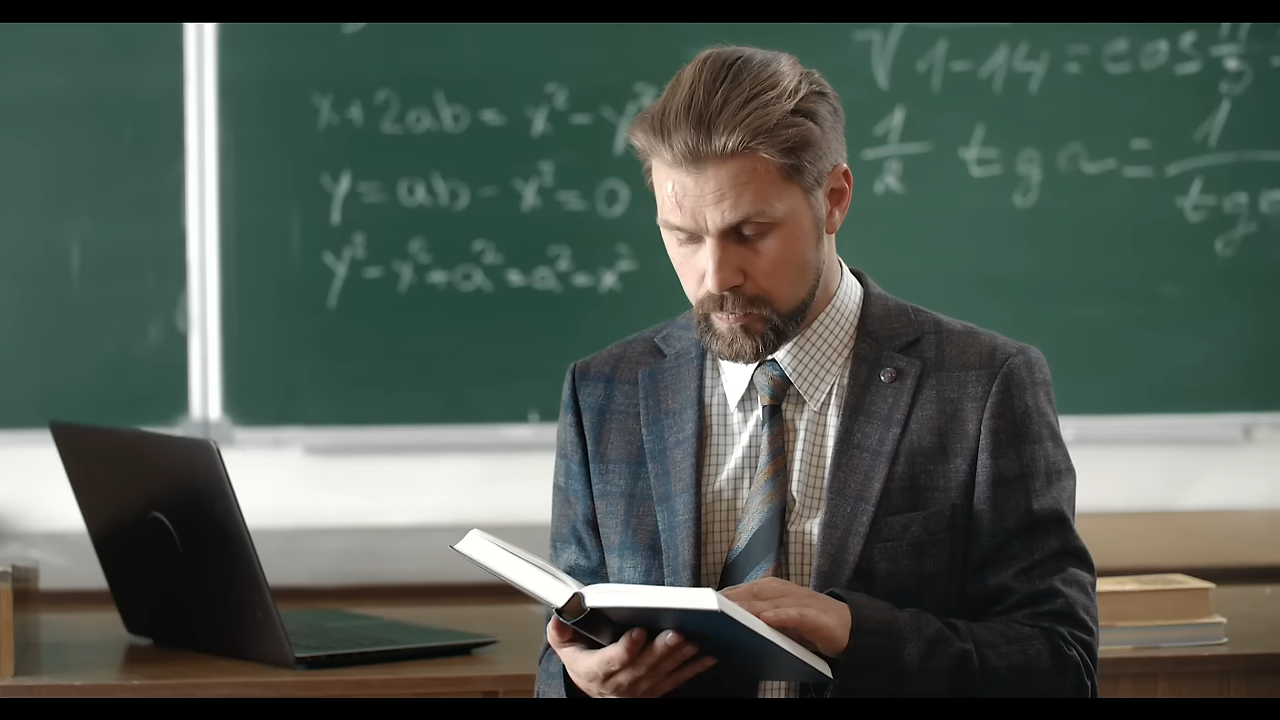 x+2ab = x²-y²
y=ab- x²=0
y²-x²+a²=a²-x²
√1-14 = cos π/5
1/2 tgα = 1/tgα